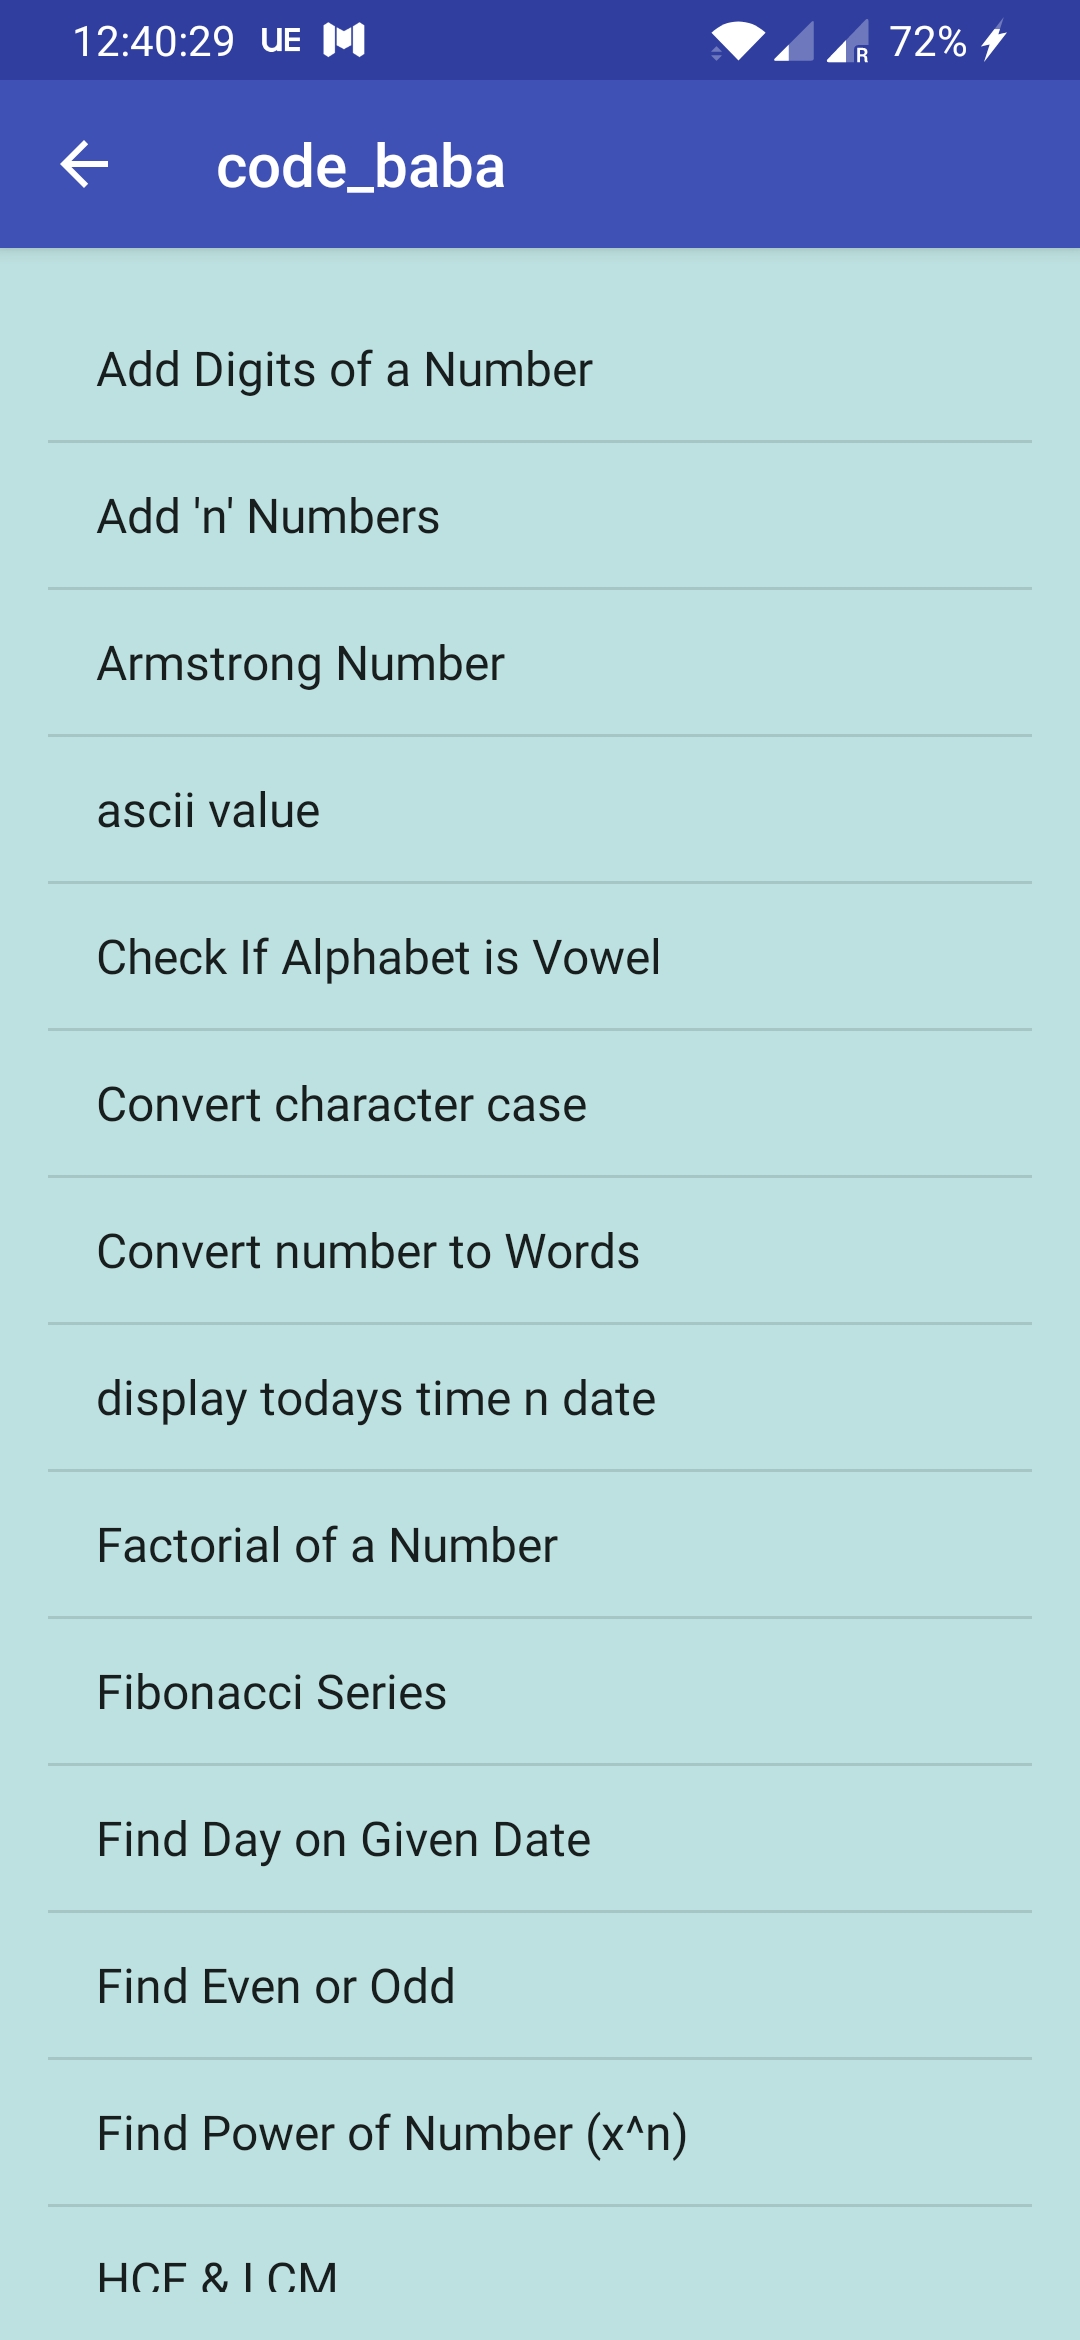 12:40:29 UE 72%
code_baba
Add Digits of a Number
Add 'n' Numbers
Armstrong Number
ascii value
Check If Alphabet is Vowel
Convert character case
Convert number to Words
display todays time n date
Factorial of a Number
Fibonacci Series
Find Day on Given Date
Find Even or Odd
Find Power of Number (x^n)
HCF & LCM